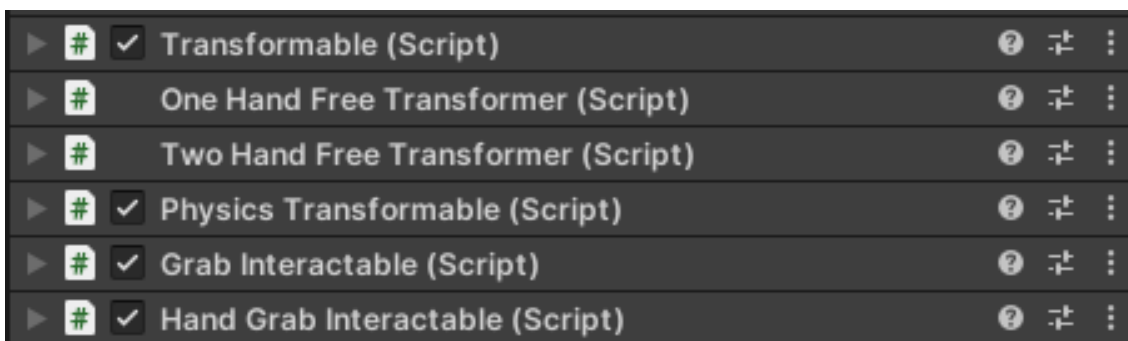 Transformable (Script)
One Hand Free Transformer (Script)
Two Hand Free Transformer (Script)
Physics Transformable (Script)
Grab Interactable (Script)
Hand Grab Interactable (Script)